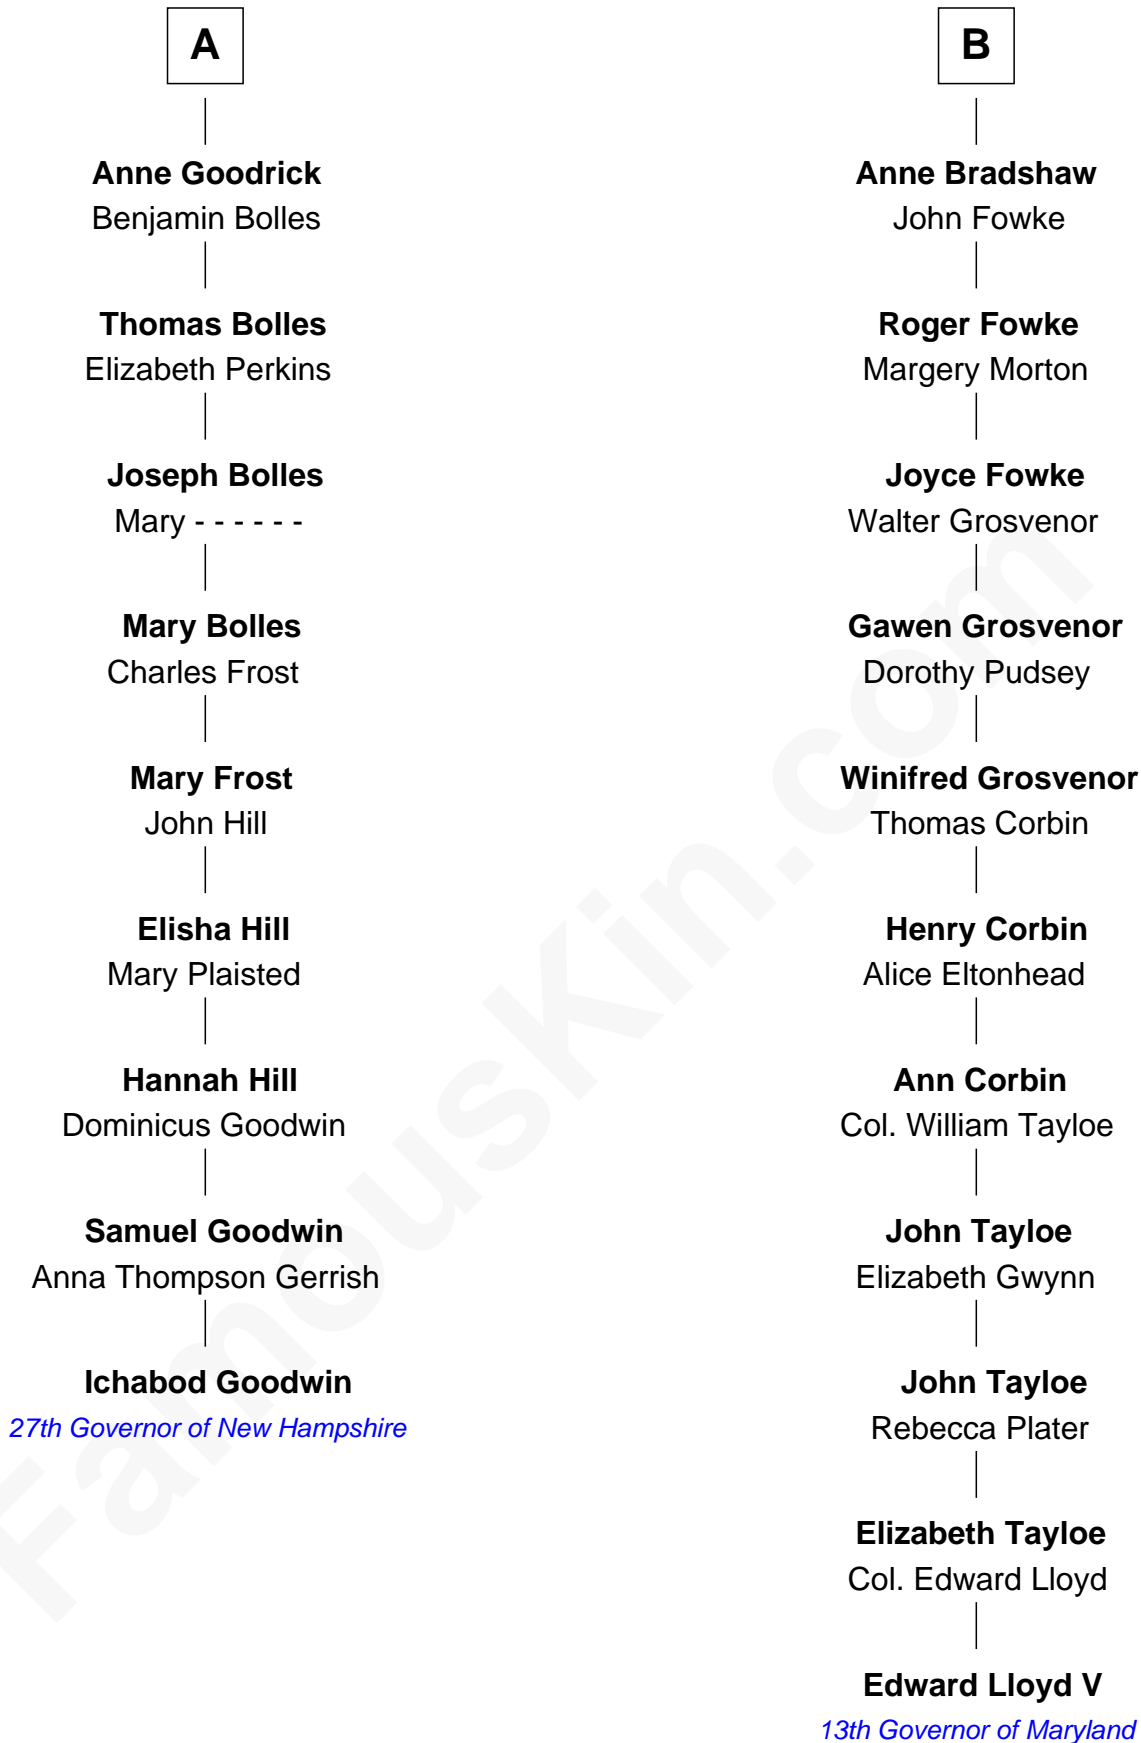 A
Anne Goodrick
Benjamin Bolles
Thomas Bolles
Elizabeth Perkins
Joseph Bolles
Mary - - - - - -
Mary Bolles
Charles Frost
Mary Frost
John Hill
Elisha Hill
Mary Plaisted
Hannah Hill
Dominicus Goodwin
Samuel Goodwin
Anna Thompson Gerrish
Ichabod Goodwin
27th Governor of New Hampshire
B
Anne Bradshaw
John Fowke
Roger Fowke
Margery Morton
Joyce Fowke
Walter Grosvenor
Gawen Grosvenor
Dorothy Pudsey
Winifred Grosvenor
Thomas Corbin
Henry Corbin
Alice Eltonhead
Ann Corbin
Col. William Tayloe
John Tayloe
Elizabeth Gwynn
John Tayloe
Rebecca Plater
Elizabeth Tayloe
Col. Edward Lloyd
Edward Lloyd V
13th Governor of Maryland
FamousKin.com